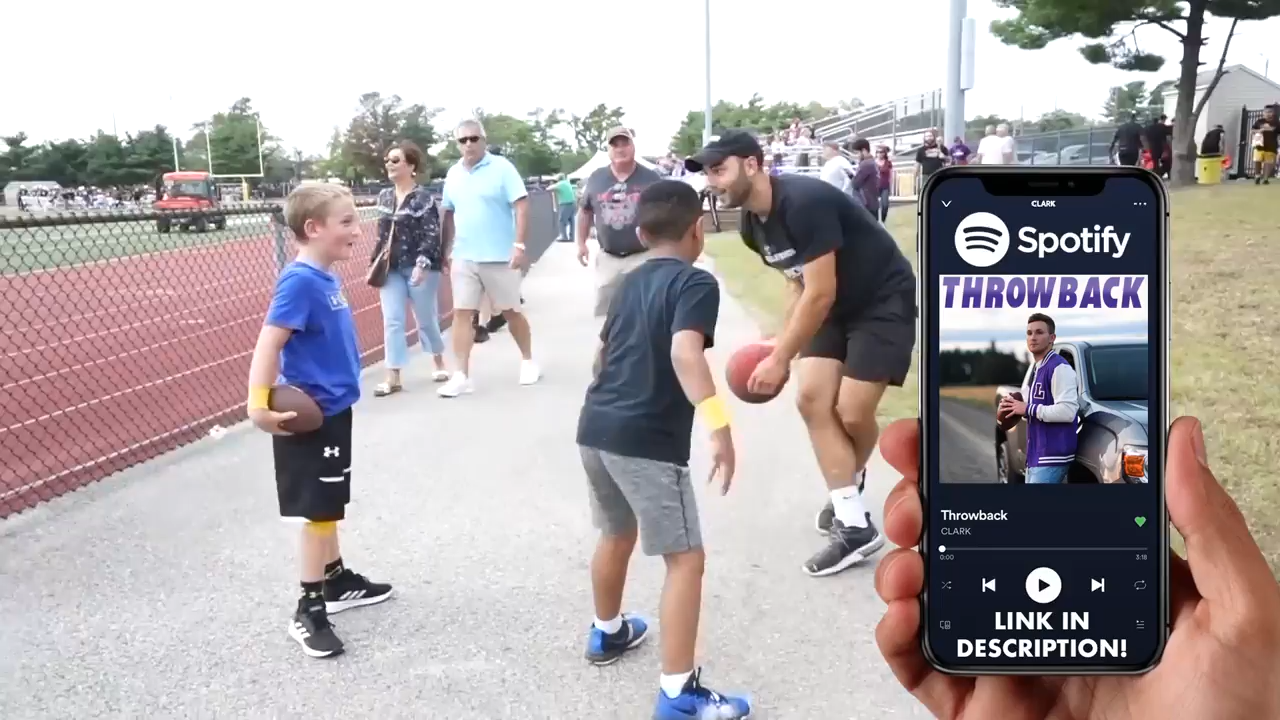 CLARK
Spotify
THROWBACK
L
Throwback
CLARK
0:00
3:18
LINK IN
DESCRIPTION!